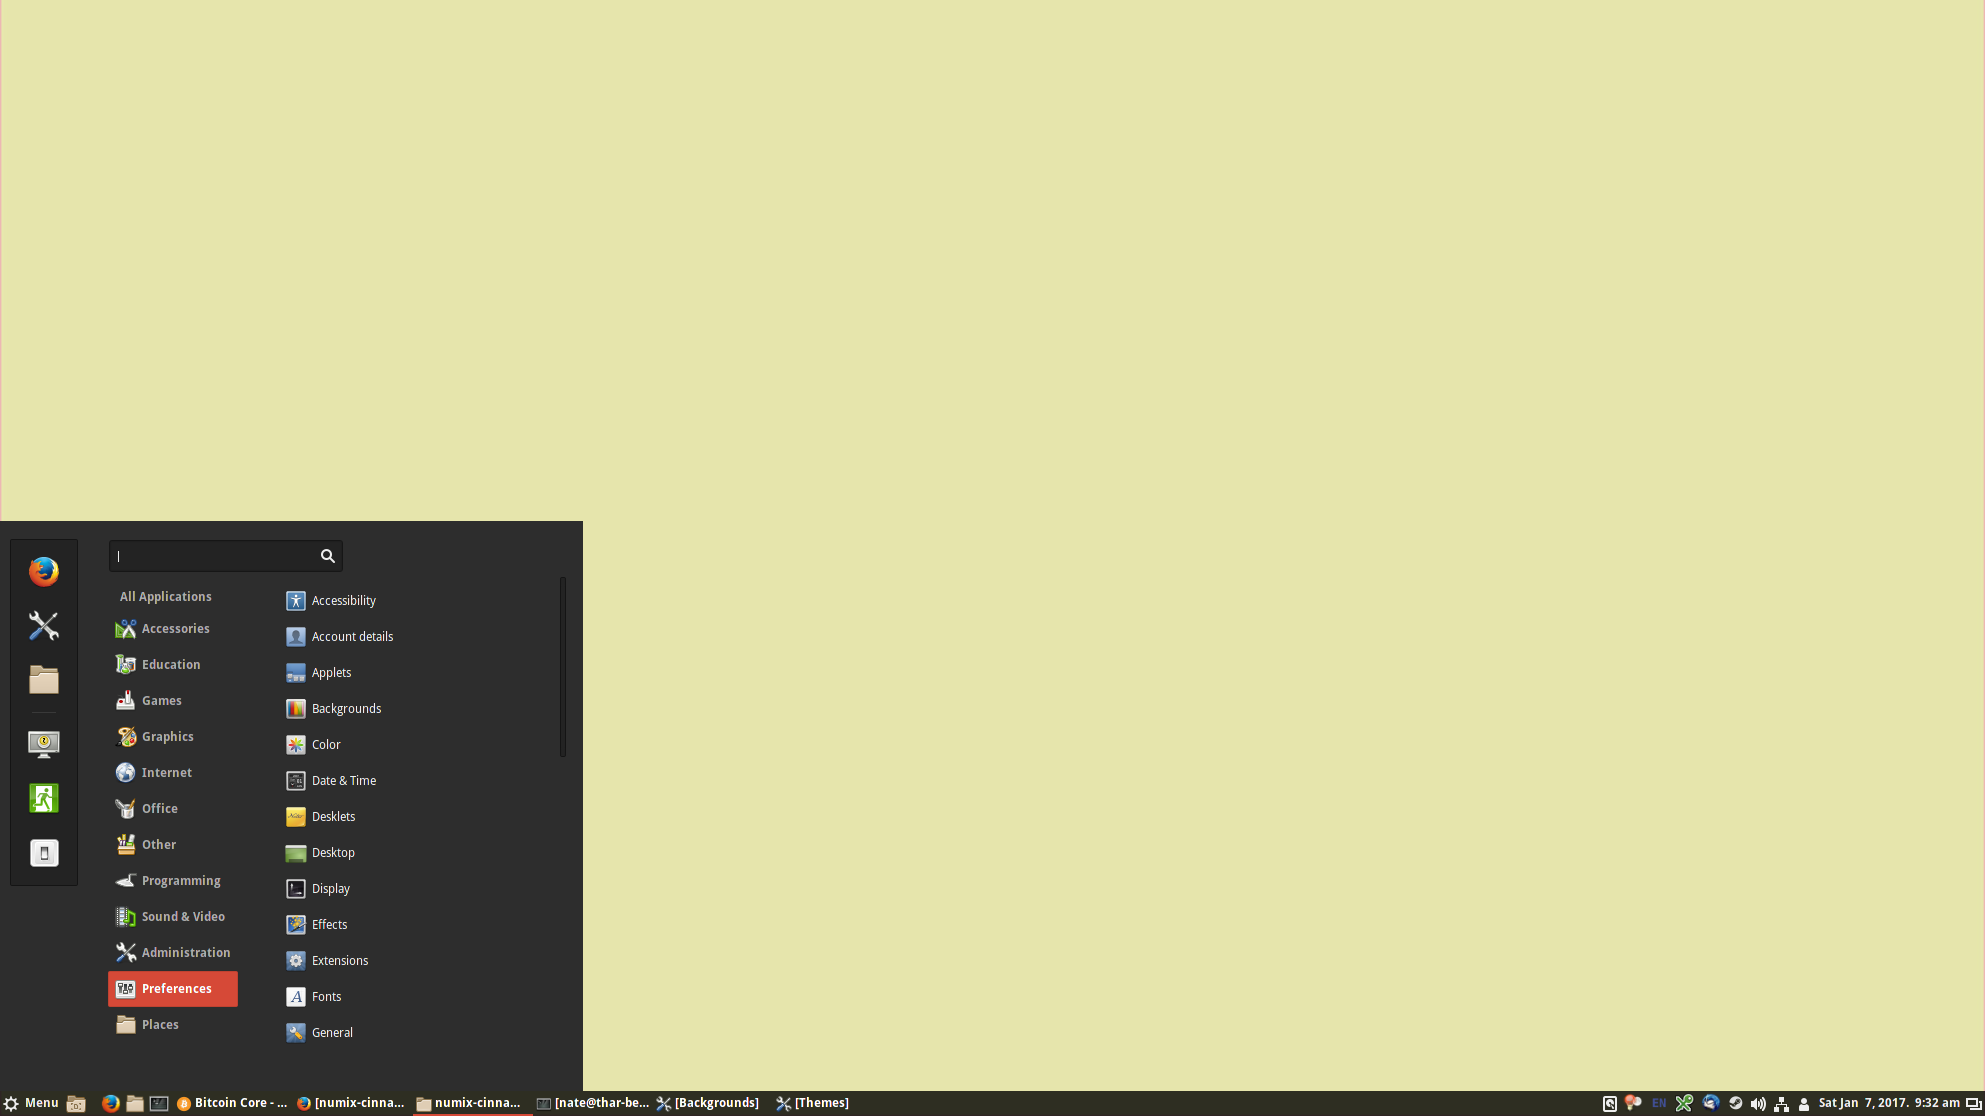 All Applications
Accessories
Education
Games
Graphics
Internet
Office
Other
Programming
Sound & Video
Administration
Preferences
Places
Accessibility
Account details
Applets
Backgrounds
Color
Date & Time
Desklets
Desktop
Display
Effects
Extensions
Fonts
General
Menu Bitcoin Core - ... [numix-cinna... numix-cinna... [nate@thar-be... [Backgrounds] [Themes] EN Sat Jan 7, 2017. 9:32 am